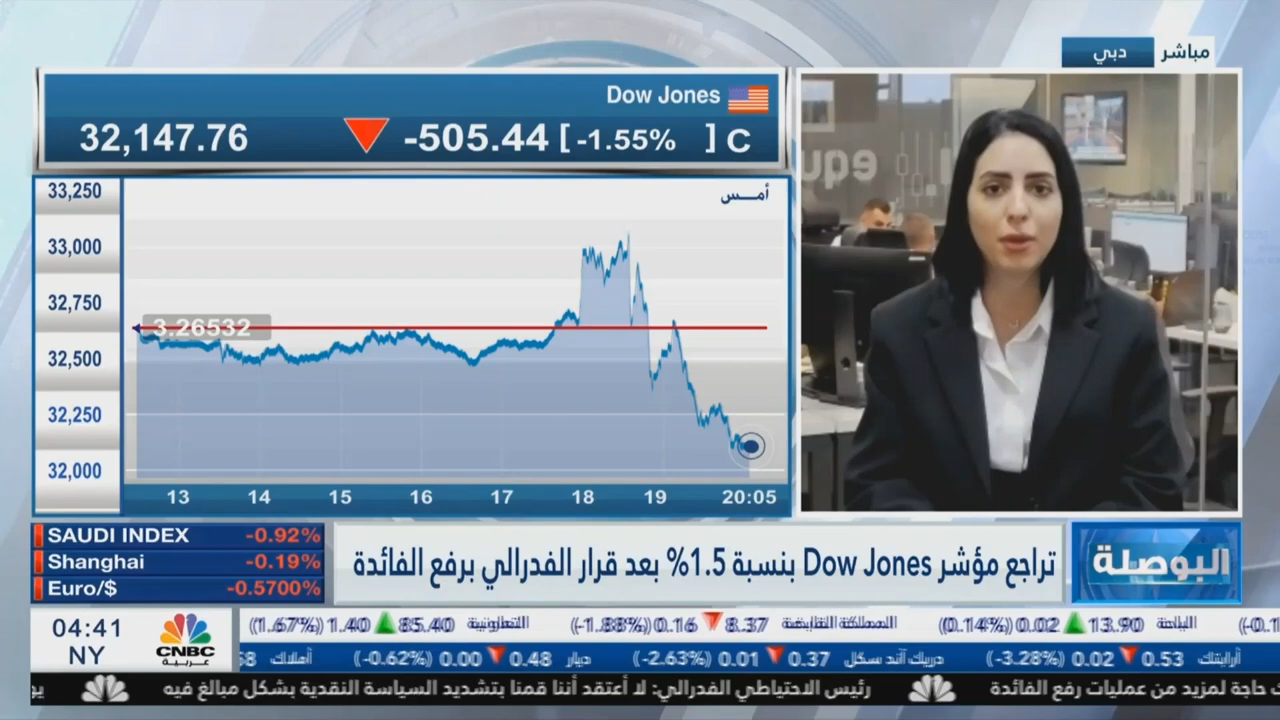 مباشر دبي
Dow Jones
32,147.76 -505.44 [ -1.55% ] C
أمس
33,250
33,000
32,750
32,500
32,250
32,000
3.26532
13 14 15 16 17 18 19 20:05
SAUDI INDEX -0.92%
Shanghai -0.19%
Euro/$ -0.5700%
تراجع مؤشر Dow Jones بنسبة 1.5% بعد قرار الفدرالي برفع الفائدة
البوصلة
04:41
NY
CNBC
عربية
التعاونية 85.40 1.40 (1.67%)
8.37 0.16 (-1.88%)
الباحة 13.90 0.02 (0.14%)
أملاك
ديار 0.48 0.00 (-0.62%)
دريك آند سكل 0.37 0.01 (-2.63%)
أرابتك 0.53 0.02 (-3.28%)
حاجة لمزيد من عمليات رفع الفائدة
رئيس الاحتياطي الفدرالي: لا أعتقد أننا قمنا بتشديد السياسة النقدية بشكل مبالغ فيه